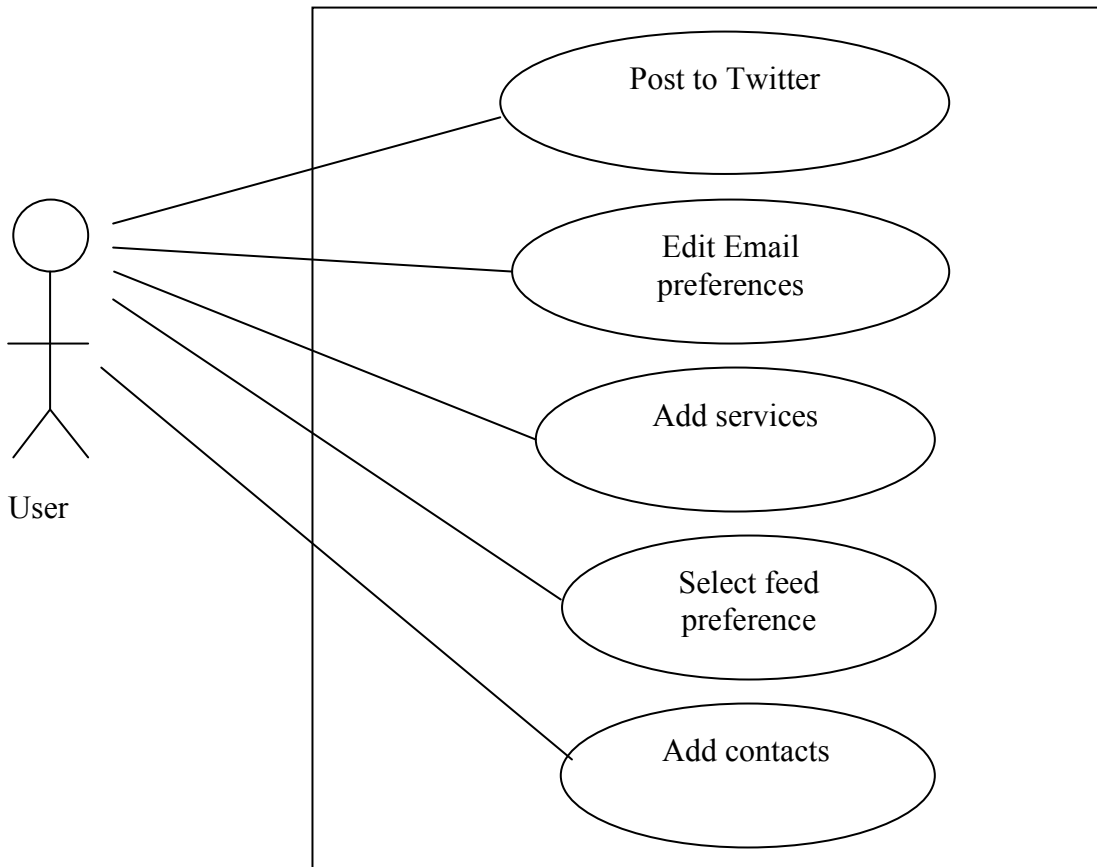 Post to Twitter
Edit Email
preferences
Add services
User
Select feed
preference
Add contacts